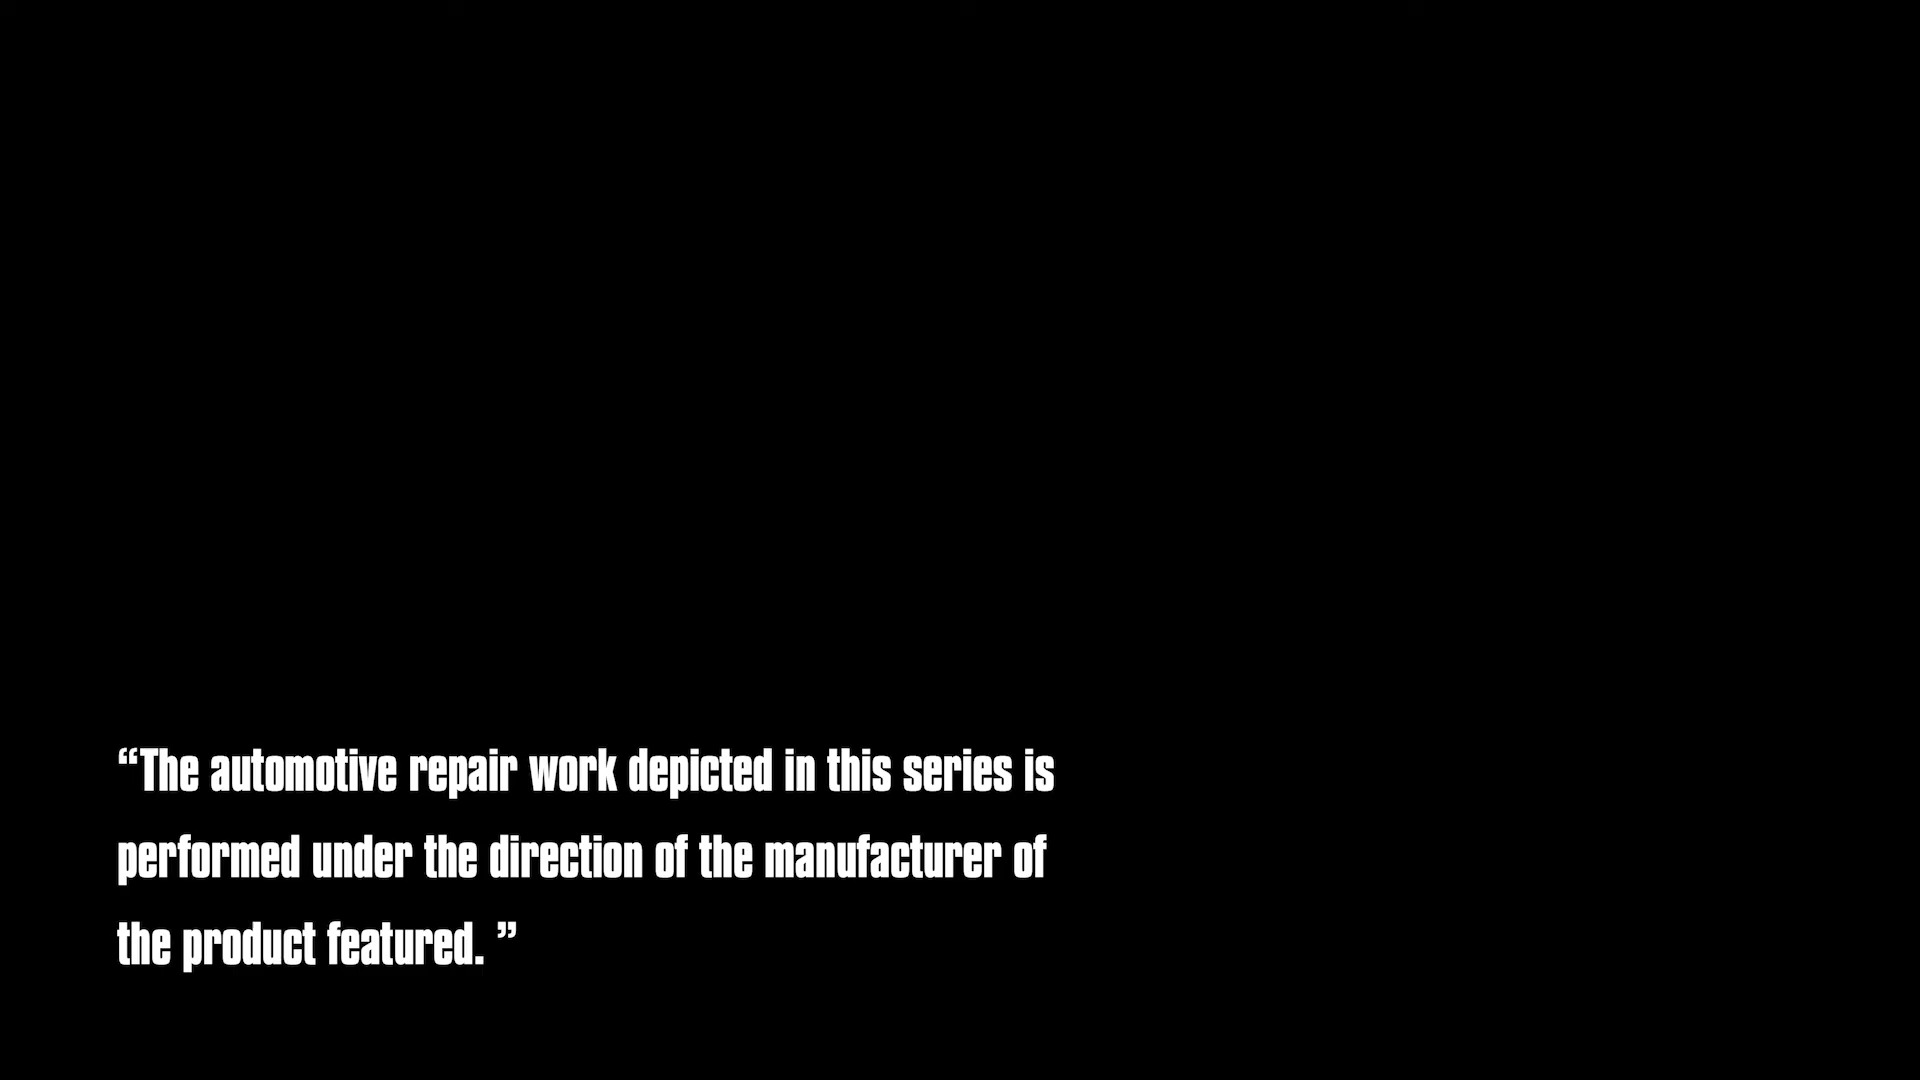 “The automotive repair work depicted in this series is
performed under the direction of the manufacturer of
the product featured. ”